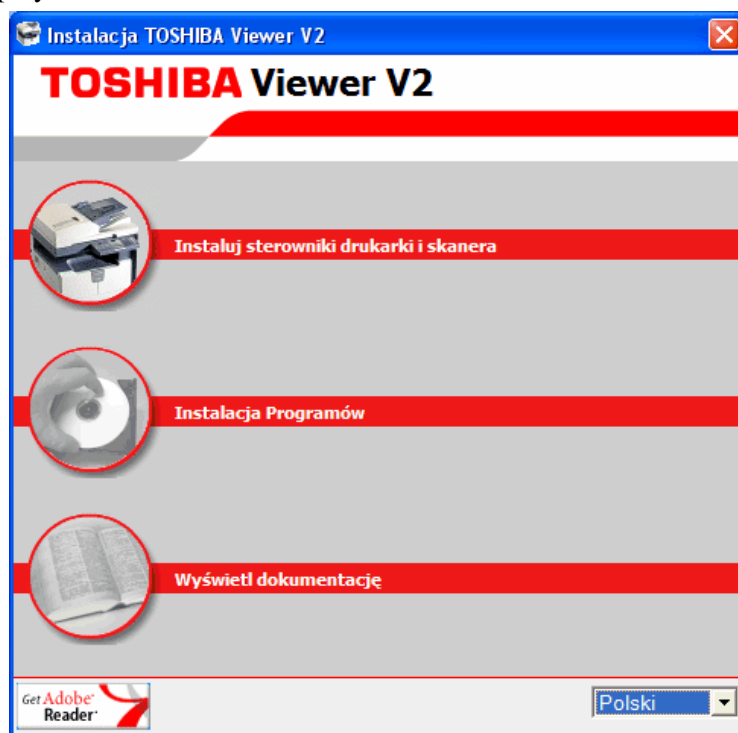 Instalacja TOSHIBA Viewer V2
TOSHIBA Viewer V2
Instaluj sterowniki drukarki i skanera
Instalacja Programów
Wyświetl dokumentację
Get Adobe
Reader
Polski